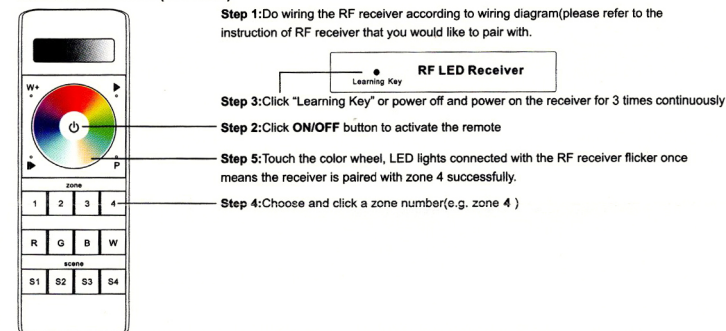 Step 1:Do wiring the RF receiver according to wiring diagram(please refer to the
instruction of RF receiver that you would like to pair with.
RF LED Receiver
Learning Key
Step 3:Click "Learning Key" or power off and power on the receiver for 3 times continuously
Step 2:Click ON/OFF button to activate the remote
Step 5:Touch the color wheel, LED lights connected with the RF receiver flicker once
means the receiver is paired with zone 4 successfully.
Step 4:Choose and click a zone number(e.g. zone 4 )
W+
P
zone
1 2 3 4
R G B W
scene
S1 S2 S3 S4